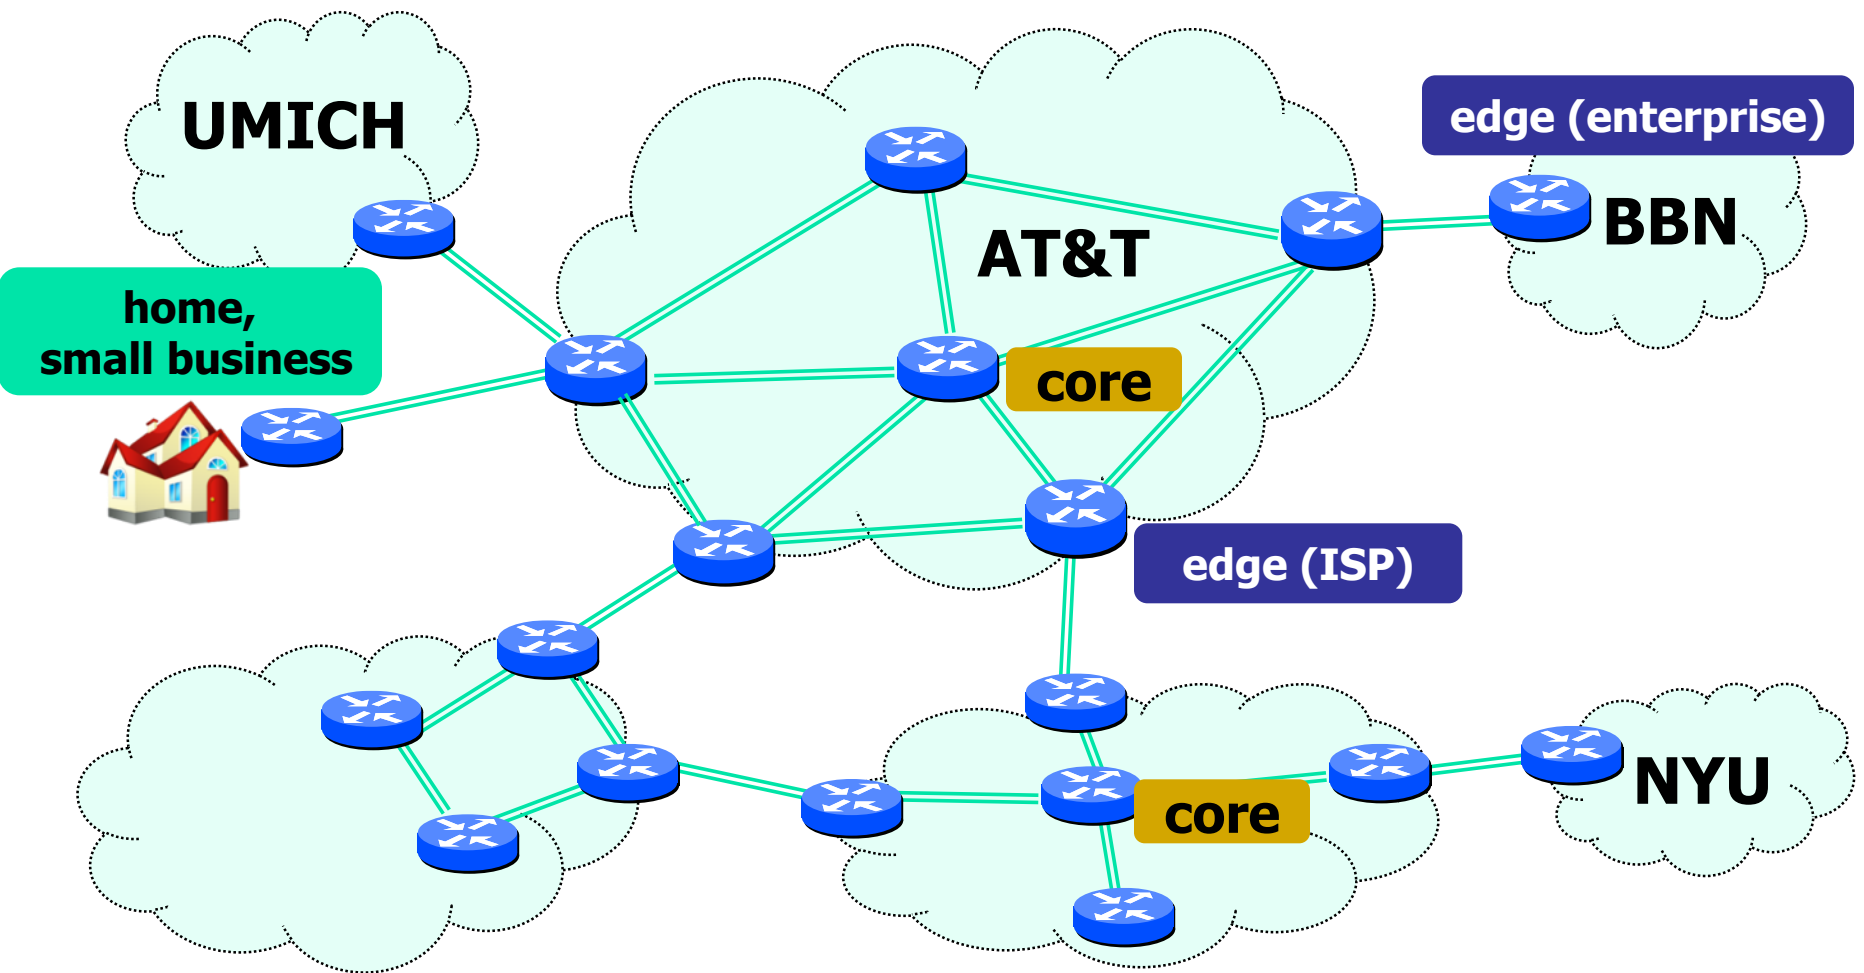 UMICH
edge (enterprise)
BBN
AT&T
home,
small business
core
edge (ISP)
NYU
core